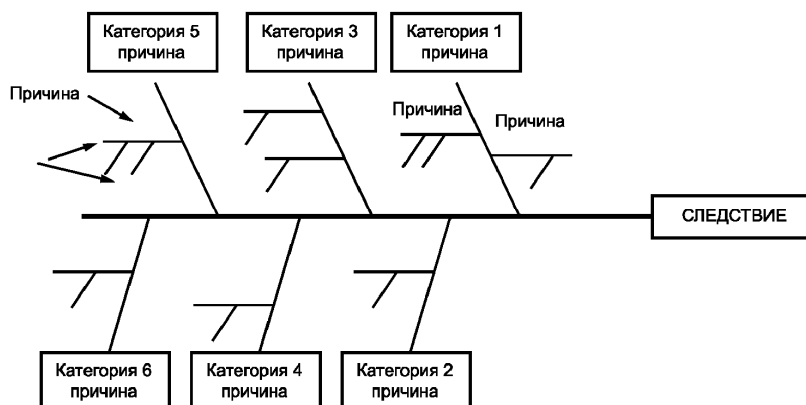 Категория 5
причина
Категория 3
причина
Категория 1
причина
Причина
Причина
Причина
СЛЕДСТВИЕ
Категория 6
причина
Категория 4
причина
Категория 2
причина